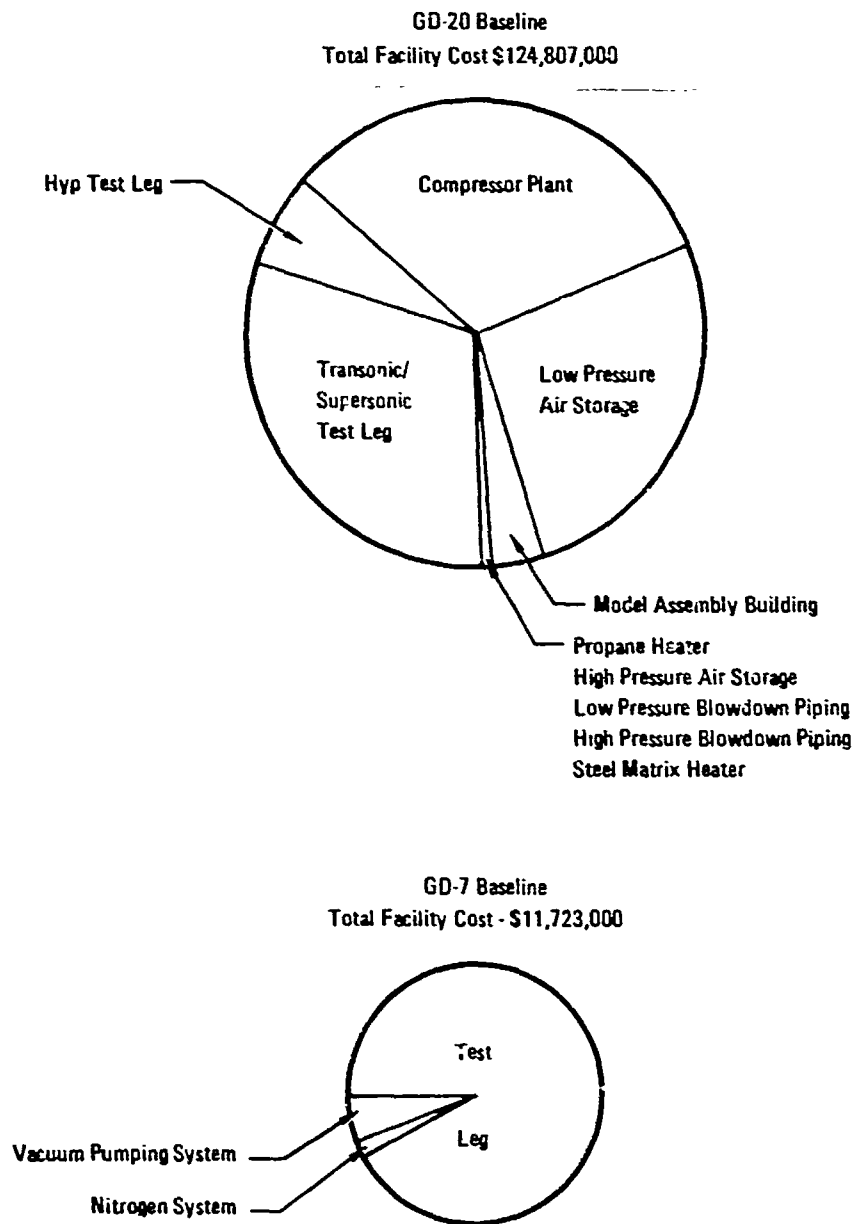 GD-20 Baseline
Total Facility Cost $124,807,000
Hyp Test Leg
Compressor Plant
Transonic/
Supersonic
Test Leg
Low Pressure
Air Storage
Model Assembly Building
Propane Heater
High Pressure Air Storage
Low Pressure Blowdown Piping
High Pressure Blowdown Piping
Steel Matrix Heater
GD-7 Baseline
Total Facility Cost - $11,723,000
Test
Leg
Vacuum Pumping System
Nitrogen System